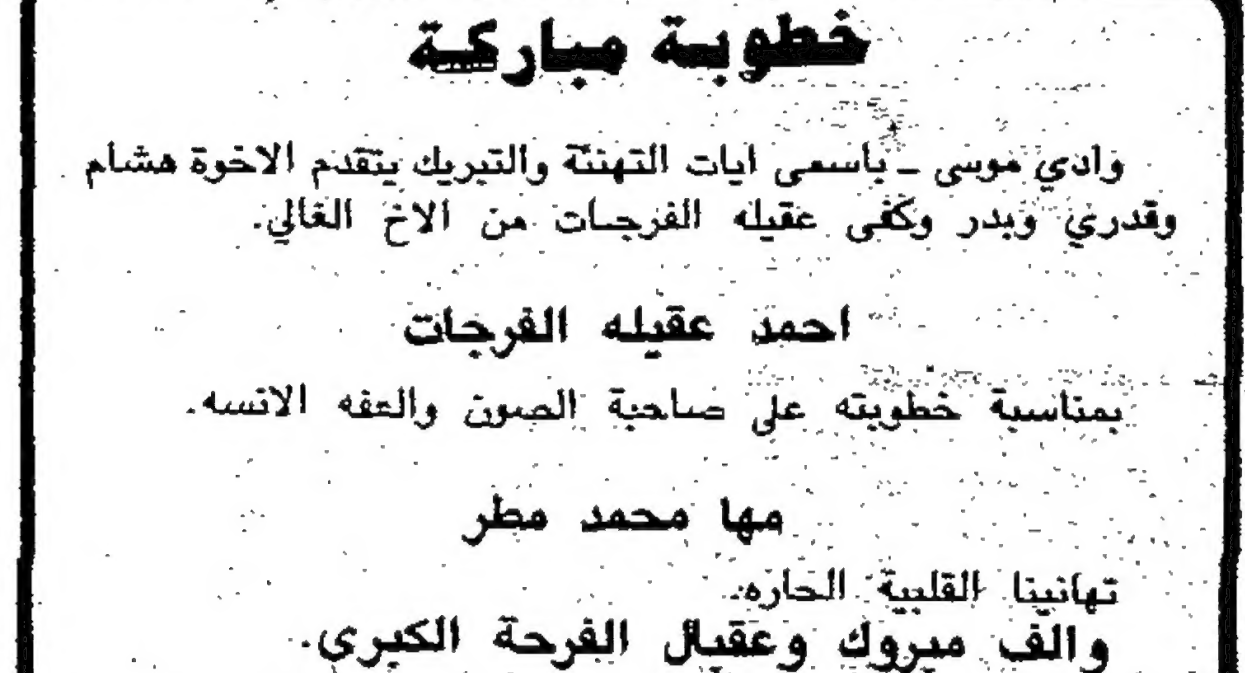 خطوبة مباركة
وادي موسى ـ باسمى ايات التهنئة والتبريك يتقدم الاخوة هشام
وقدري وبدر وكفى عقيله الفرجات من الاخ الغالي.
احمد عقيله الفرجات
بمناسبة خطوبته على صاحبة الصون والعفه الانسه.
مها محمد مطر
تهانينا القلبية الحاره.
والف مبروك وعقبال الفرحة الكبرى.